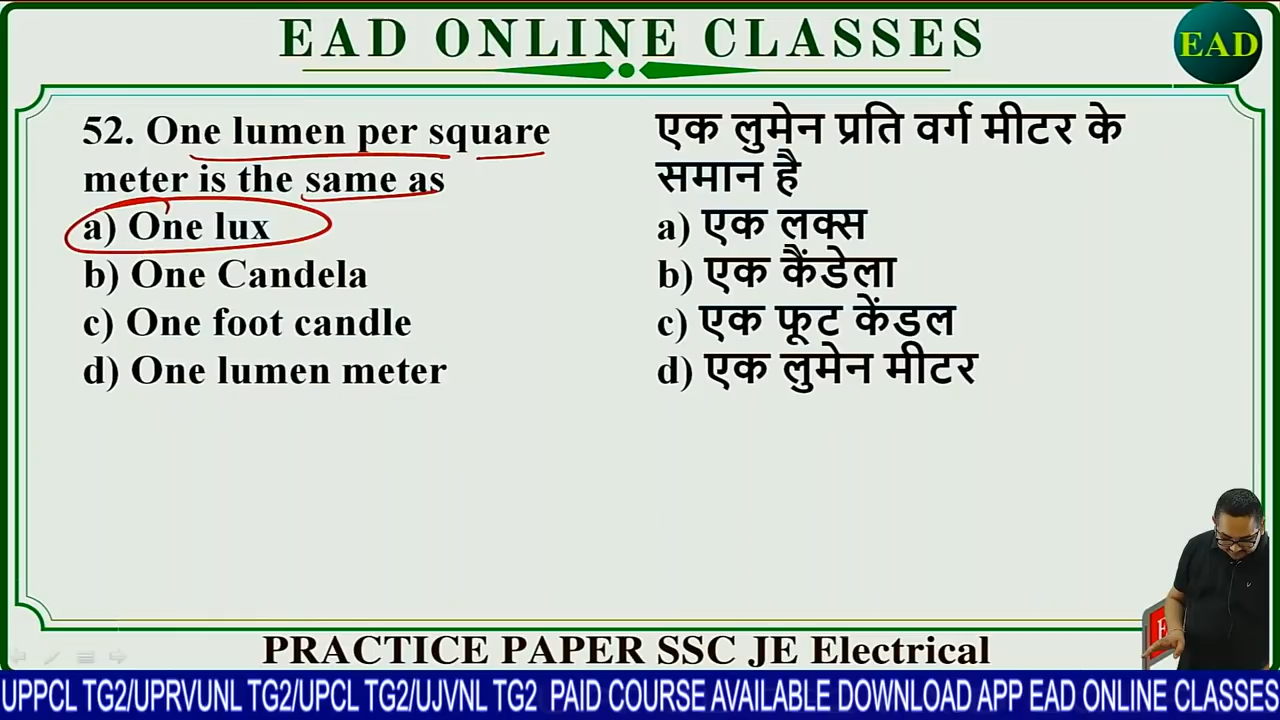 EAD ONLINE CLASSES
EAD
52. One lumen per square
meter is the same as
a) One lux
b) One Candela
c) One foot candle
d) One lumen meter
एक लुमेन प्रति वर्ग मीटर के
समान है
a) एक लक्स
b) एक कैंडेला
c) एक फूट केंडल
d) एक लुमेन मीटर
PRACTICE PAPER SSC JE Electrical
UPPCL TG2/UPRVUNL TG2/UPCL TG2/UJVNL TG2 PAID COURSE AVAILABLE DOWNLOAD APP EAD ONLINE CLASSES